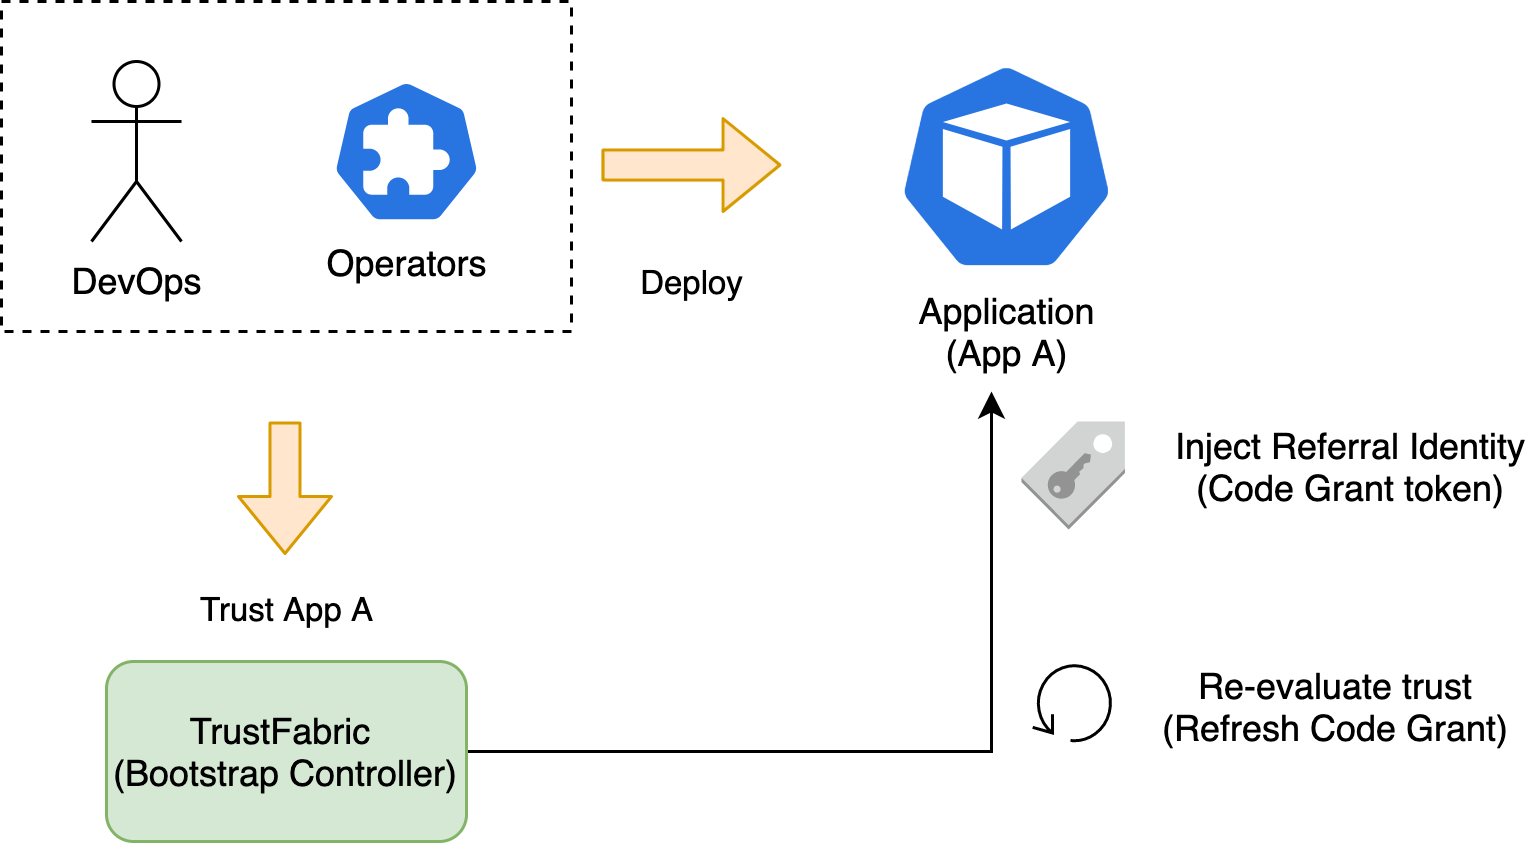 DevOps
Operators
Deploy
Application
(App A)
Inject Referral Identity
(Code Grant token)
Trust App A
TrustFabric
(Bootstrap Controller)
Re-evaluate trust
(Refresh Code Grant)